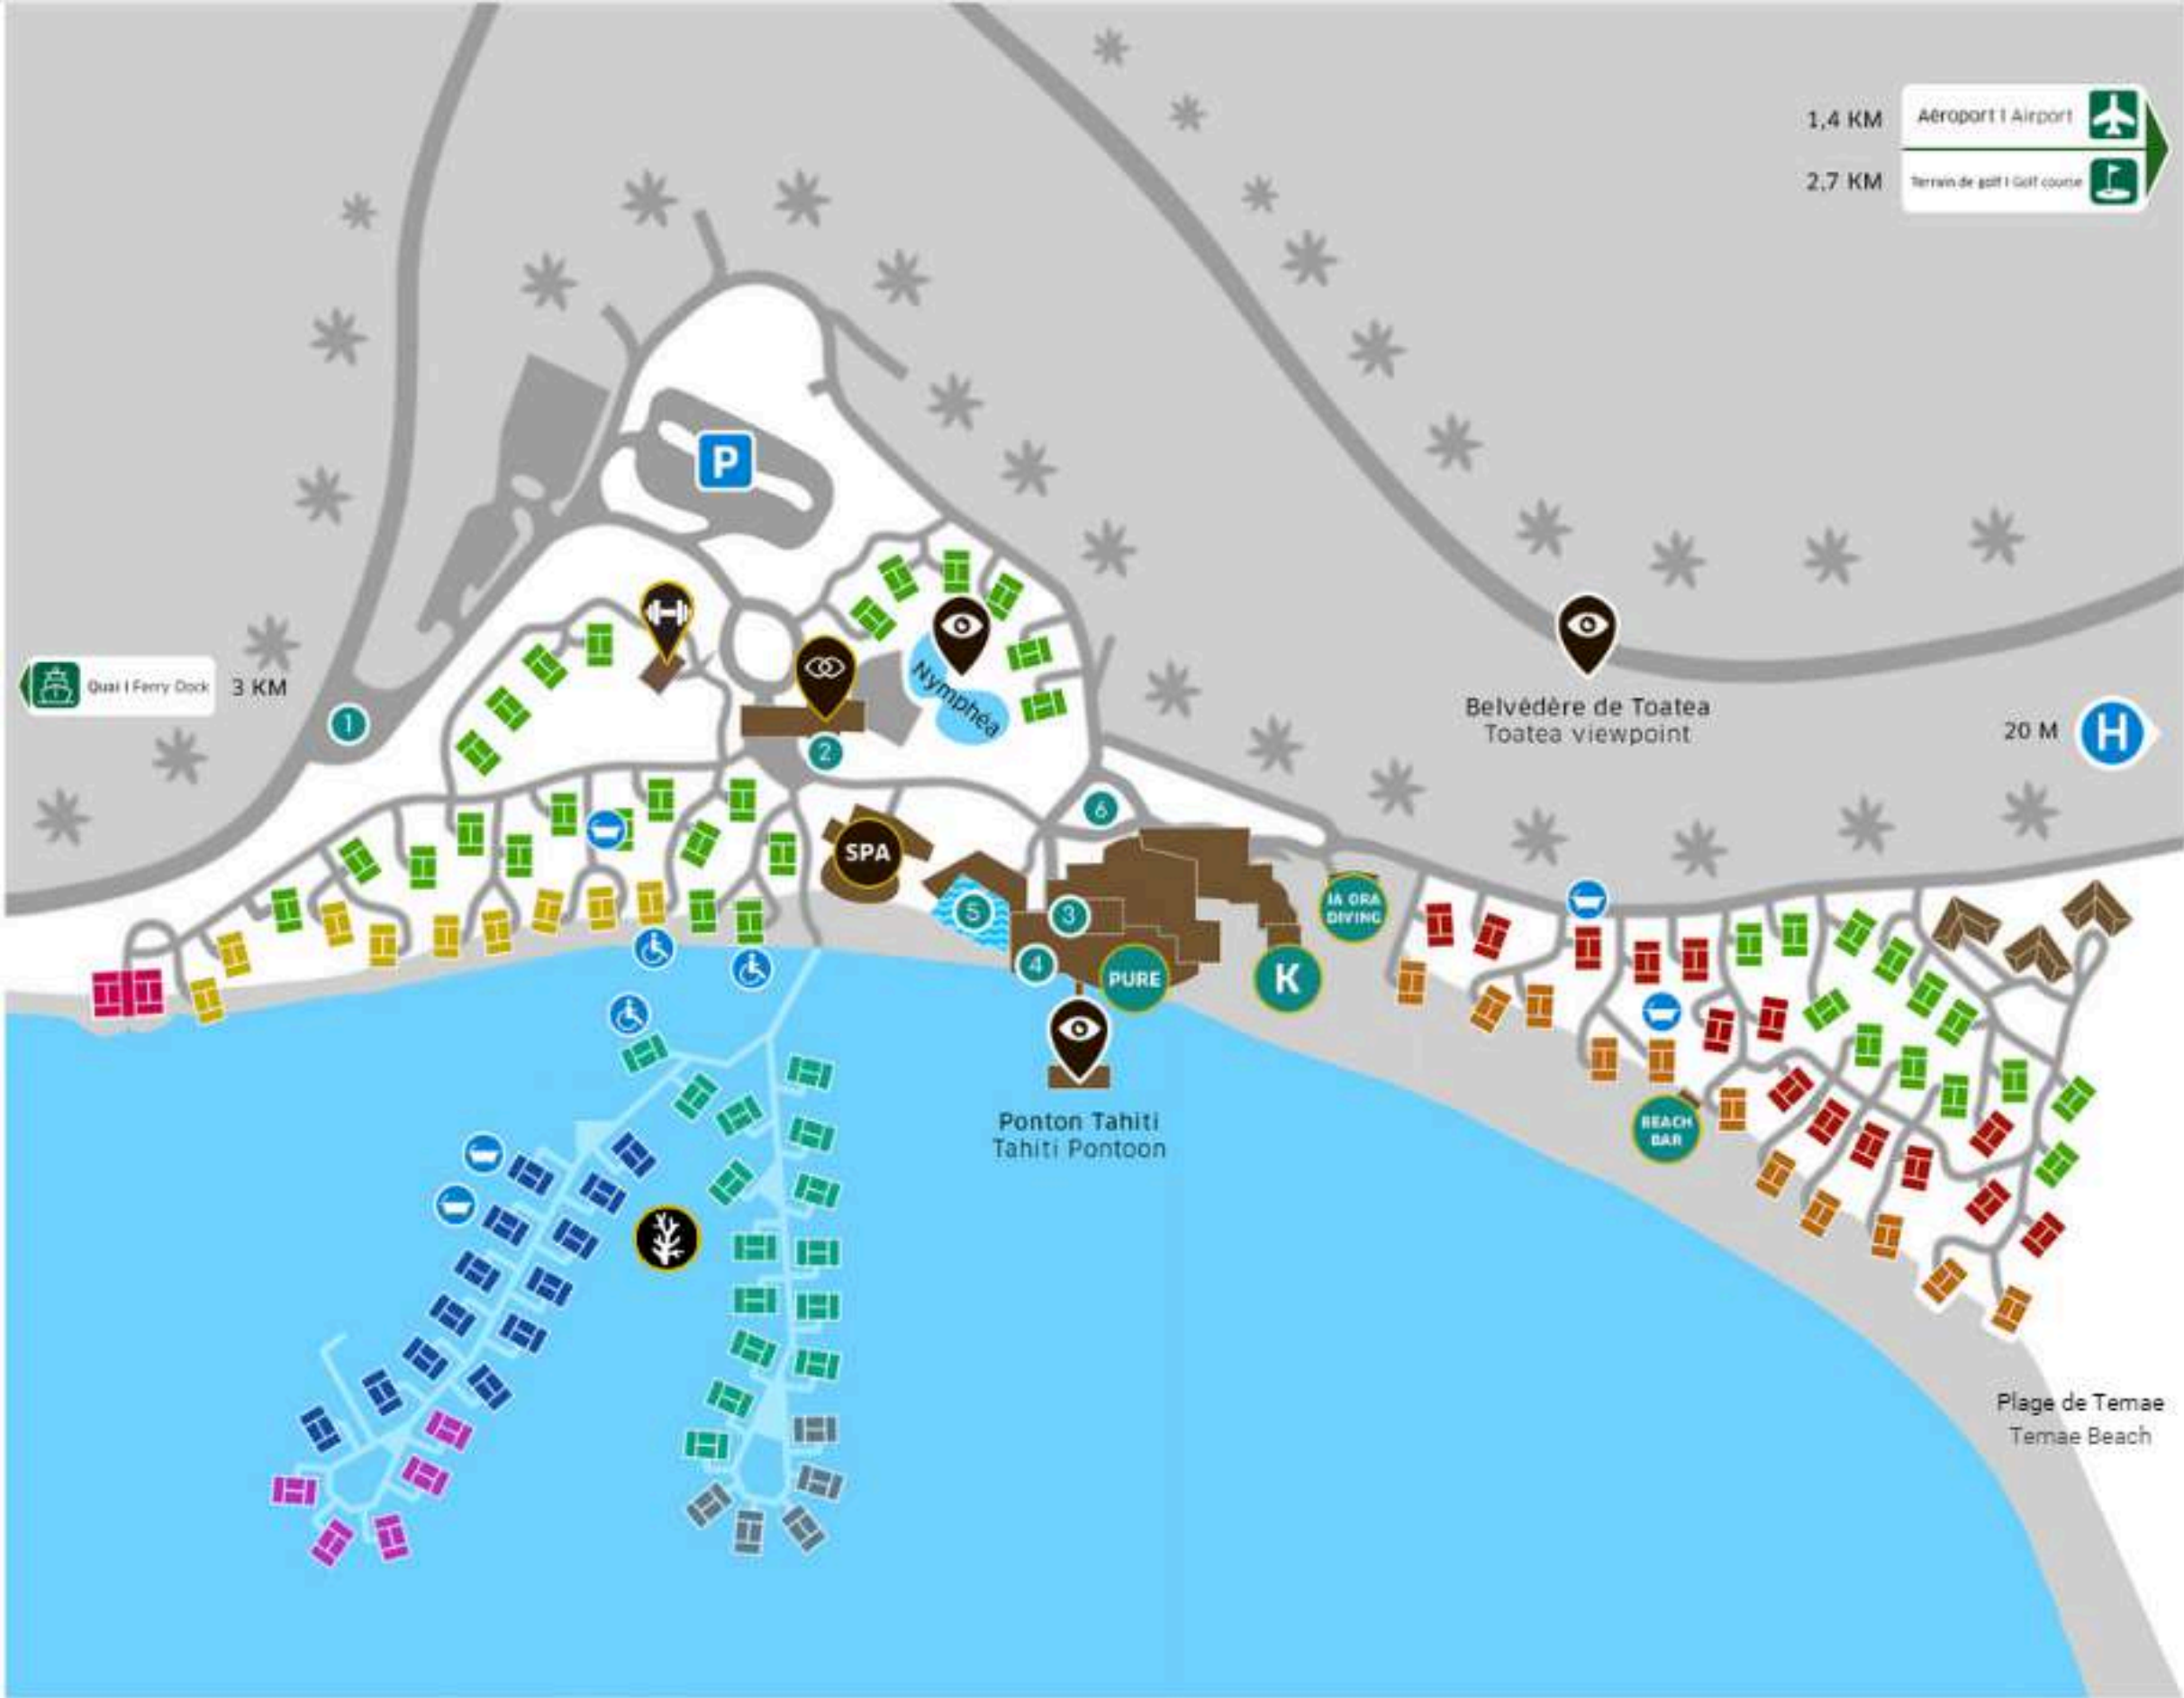 1,4 KM
Aéroport | Airport
2,7 KM
Terrain de golf | Golf course
P
Quai | Ferry Dock
3 KM
1
Nymphéa
2
Belvédère de Toatea
Toatea viewpoint
20 M
H
6
SPA
5
3
4
PURE
K
IA ORA
DIVING
Ponton Tahiti
Tahiti Pontoon
BEACH
BAR
Plage de Temae
Temae Beach